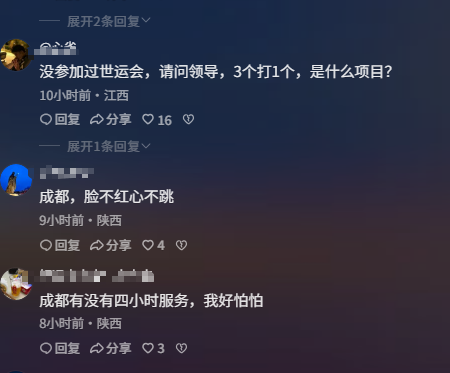 展开2条回复
没参加过世运会，请问领导，3个打1个，是什么项目？
10小时前·江西
回复 分享 16
展开1条回复
成都，脸不红心不跳
9小时前·陕西
回复 分享 4
成都有没有四小时服务，我好怕怕
8小时前·陕西
回复 分享 3